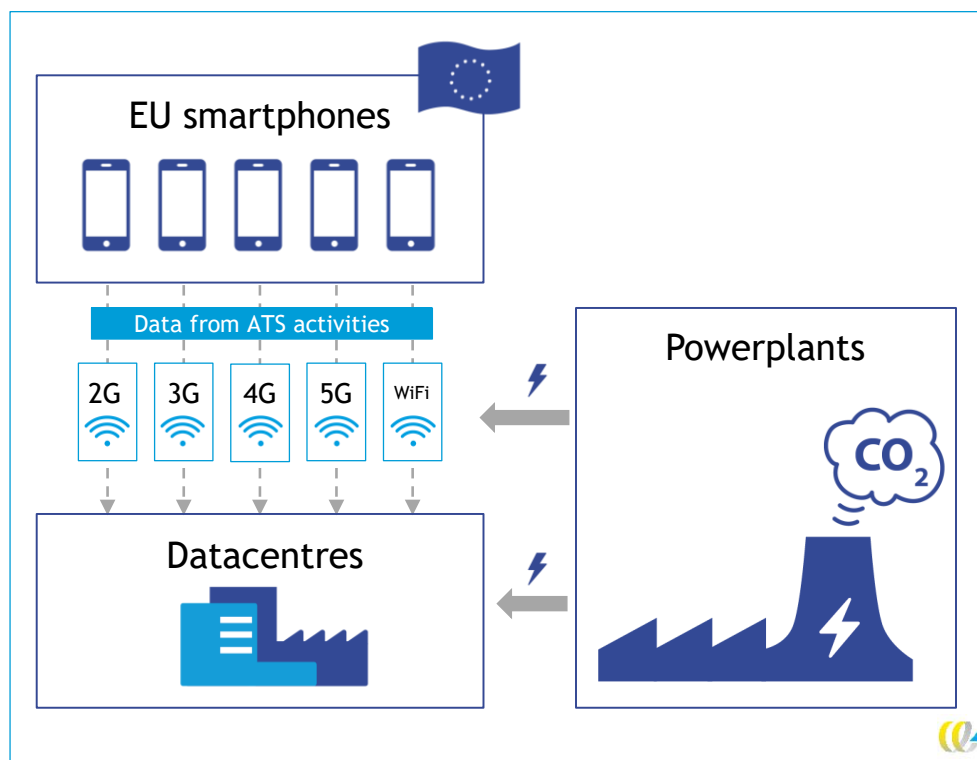 EU smartphones
Data from ATS activities
2G
3G
4G
5G
WiFi
Datacentres
Powerplants
CO₂